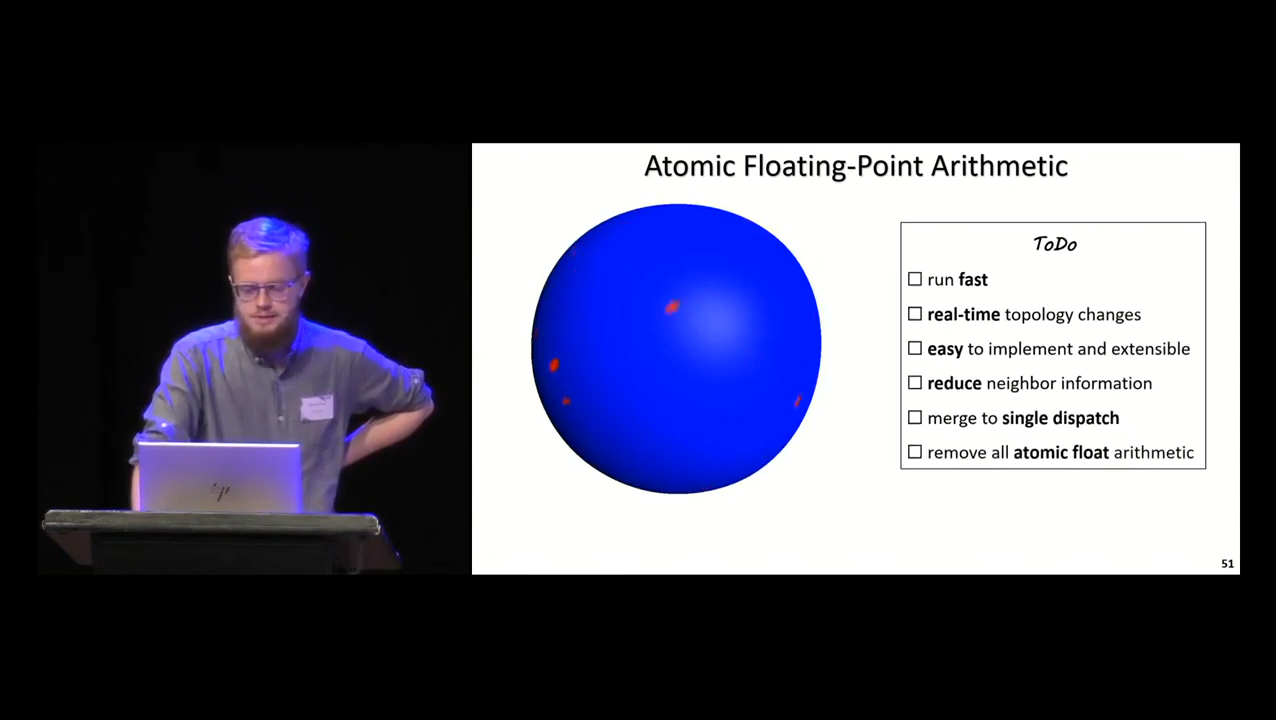 Atomic Floating-Point Arithmetic
ToDo
☐ run fast
☐ real-time topology changes
☐ easy to implement and extensible
☐ reduce neighbor information
☐ merge to single dispatch
☐ remove all atomic float arithmetic
51
hp